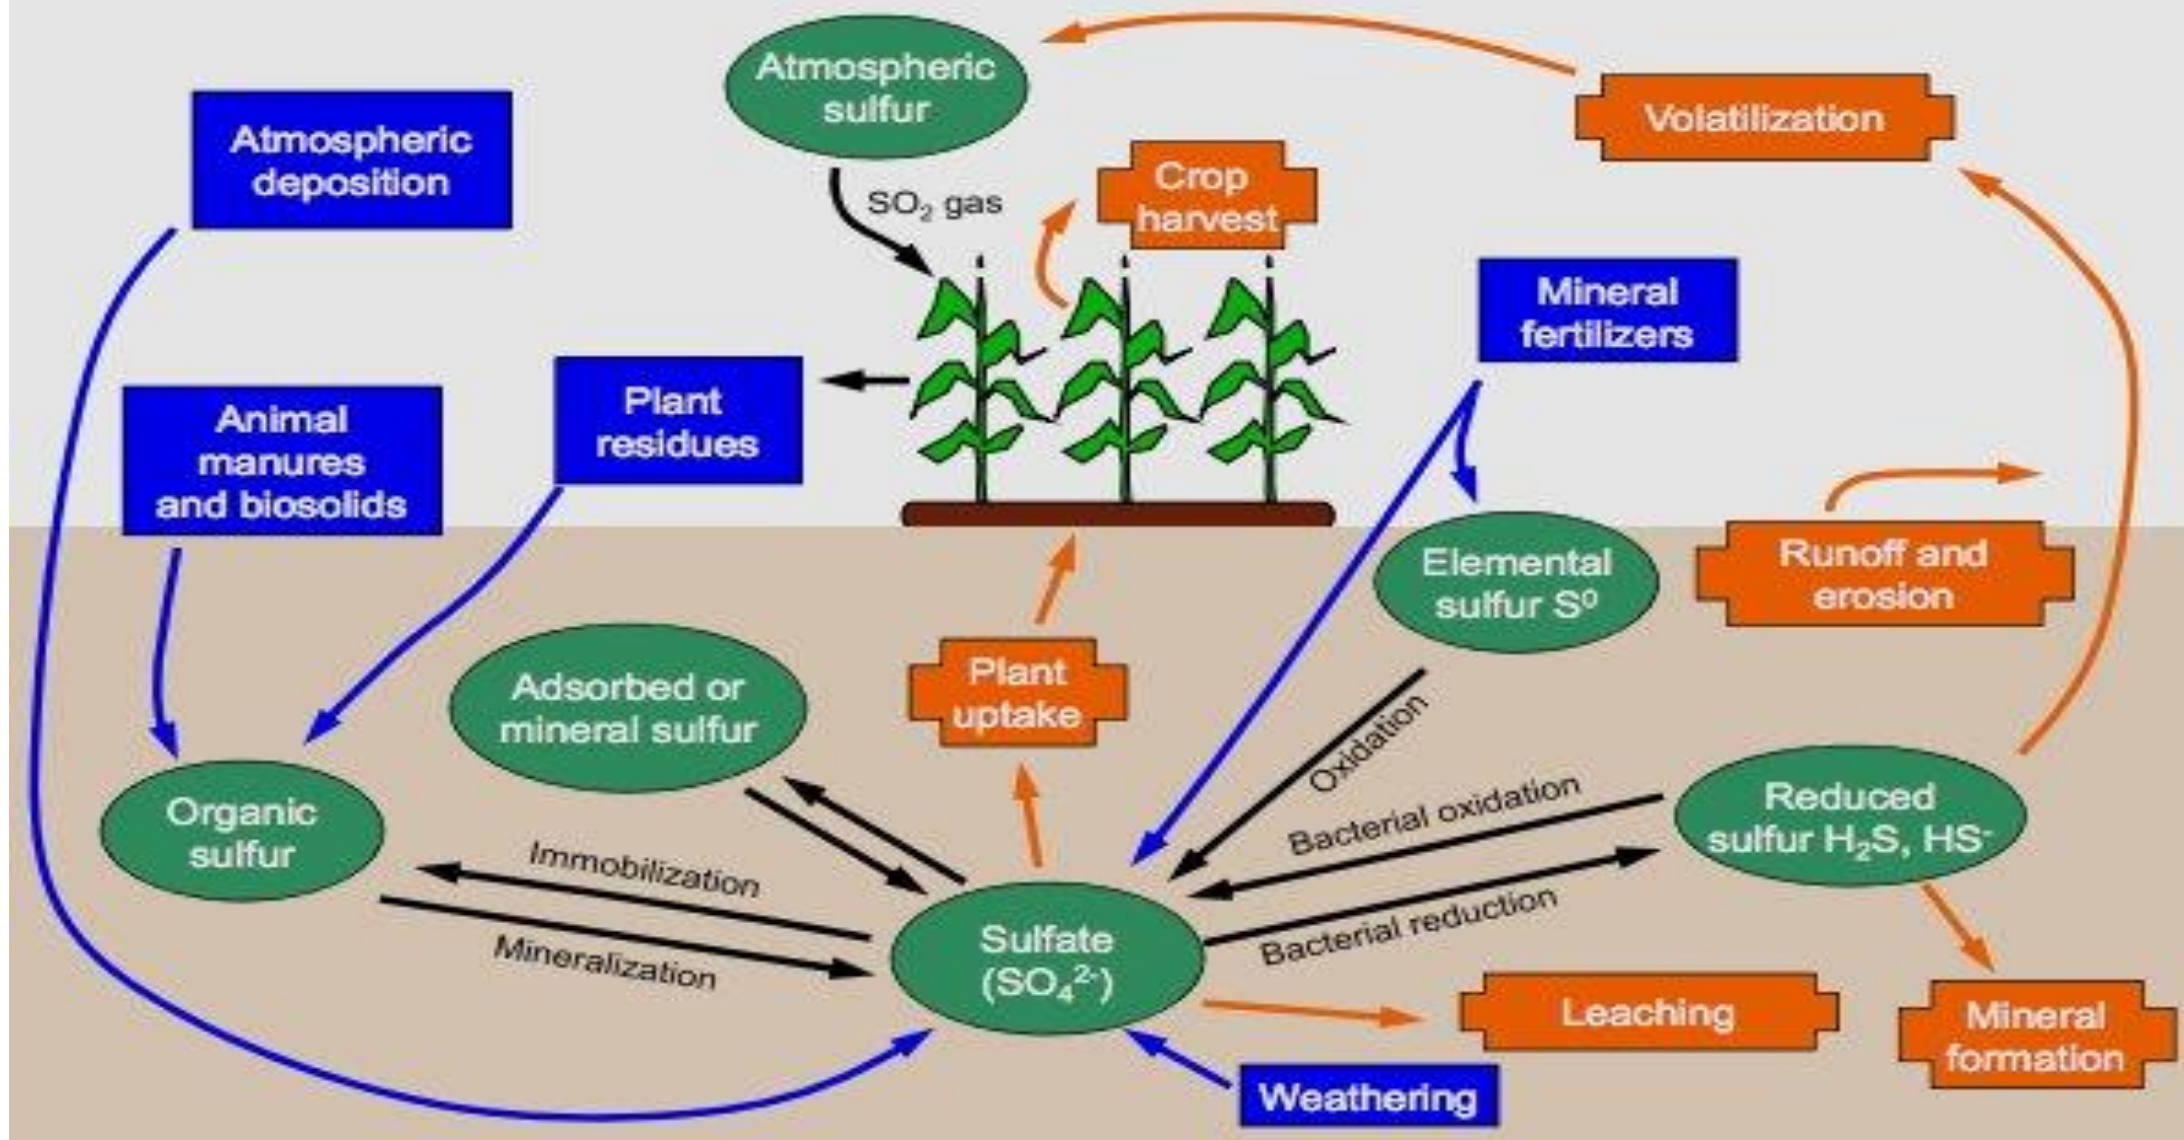 Atmospheric
sulfur
Volatilization
Atmospheric
deposition
SO₂ gas
Crop
harvest
Mineral
fertilizers
Plant
residues
Animal
manures
and biosolids
Elemental
sulfur S⁰
Runoff and
erosion
Adsorbed or
mineral sulfur
Plant
uptake
Oxidation
Organic
sulfur
Immobilization
Mineralization
Bacterial oxidation
Bacterial reduction
Reduced
sulfur H₂S, HS⁻
Sulfate
(SO₄²⁻)
Leaching
Mineral
formation
Weathering